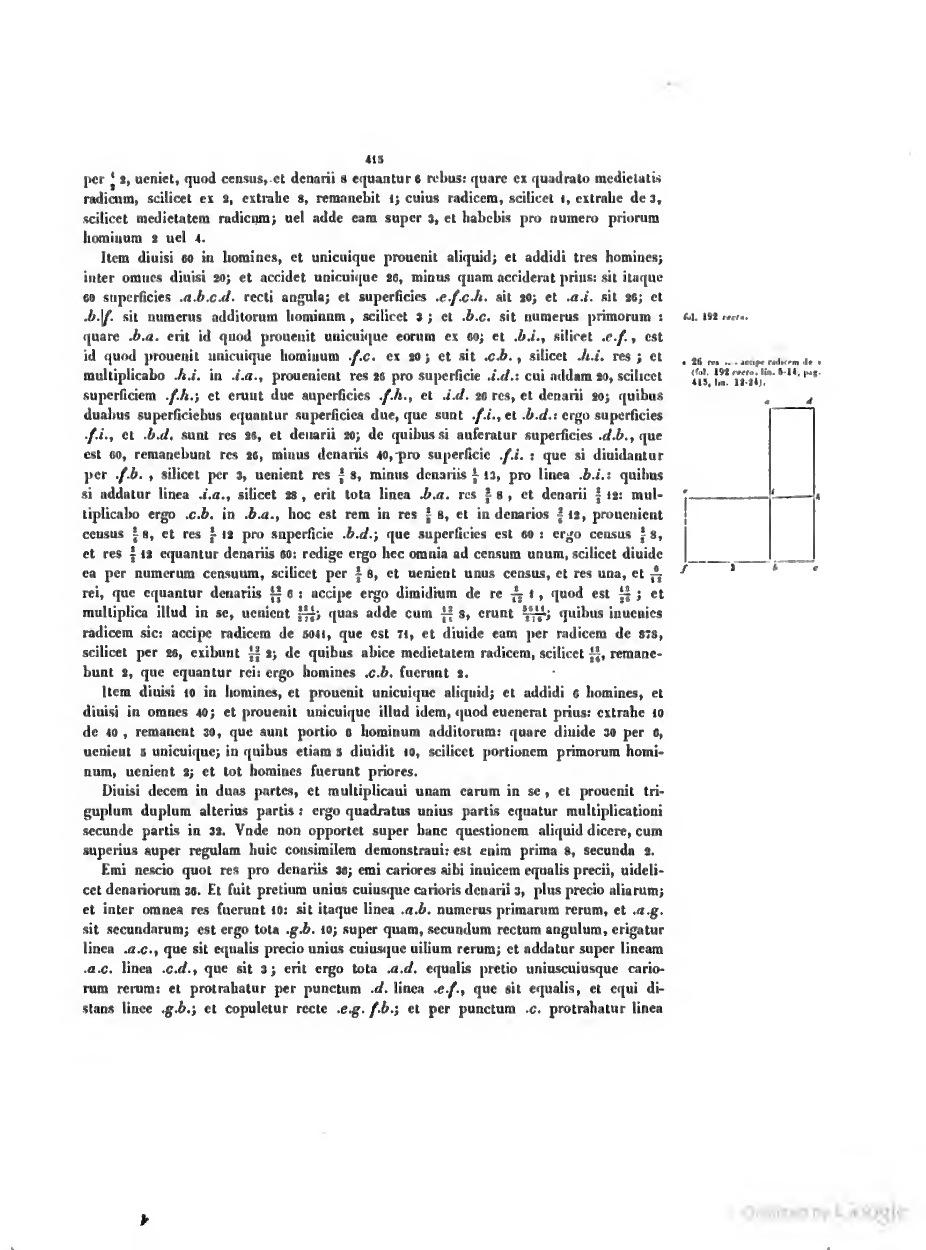 415
per 1/2 2, ueniet, quod census, et denarii 8 equantur 6 rebus: quare ex quadrato medietatis
radicum, scilicet ex 2, extrahe 8, remanebit 1; cuius radicem, scilicet 1, extrahe de 3,
scilicet medietatem radicum; uel adde eam super 3, et habebis pro numero priorum
hominum 2 uel 4.
Item diuisi 60 in homines, et unicuique prouenit aliquid; et addidi tres homines;
inter omnes diuisi 20; et accidet unicuique 26, minus quam acciderat prius: sit itaque
60 superficies .a.b.c.d. recti angula; et superficies .e.f.c.h. sit 20; et .a.i. sit 26; et
.b.|f. sit numerus additorum hominum, scilicet 3; et .b.c. sit numerus primorum :
fol. 192 recto.
quare .b.a. erit id quod prouenit unicuique eorum ex 60; et .b.i., silicet .e.f., est
id quod prouenit unicuique hominum .f.c. ex 20; et sit .c.b., silicet .h.i. res; et
multiplicabo .h.i. in .i.a., prouenient res 26 pro superficie .i.d.: cui addam 20, scilicet
superficiem .f.h.; et erunt due superficies .f.h., et .i.d. 26 res, et denarii 20; quibus
duabus superficiebus equantur superficies due, que sunt .f.i., et .b.d.: ergo superficies
.f.i., et .b.d. sunt res 26, et denarii 20; de quibus si auferatur superficies .d.b., que
est 60, remanebunt res 26, minus denariis 40, pro superficie .f.i. : que si diuidantur
per .f.b. , silicet per 3, uenient res 2/3 8, minus denariis 1/3 13, pro linea .b.i.: quibus
si addatur linea .i.a., silicet 28, erit tota linea .b.a. res 2/3 8, et denarii 2/3 12: mul-
tiplicabo ergo .c.b. in .b.a., hoc est rem in res 2/3 8, et in denarios 2/3 12, prouenient
census 2/3 8, et res 2/3 12 pro superficie .b.d.; que superficies est 60 : ergo census 2/3 8,
et res 2/3 12 equantur denariis 60: redige ergo hec omnia ad censum unum, scilicet diuide
ea per numerum censuum, scilicet per 2/3 8, et uenient unus census, et res una, et
rei, que equantur denariis 6 : accipe ergo dimidium de re 1, quod est ; et
multiplica illud in se, uenient ; quas adde cum 8, erunt ; quibus inuenies
radicem sic: accipe radicem de 5041, que est 71, et diuide eam per radicem de 676,
scilicet per 26, exibunt 2; de quibus abice medietatem radicem, scilicet , remane-
bunt 2, que equantur rei: ergo homines .c.b. fuerunt 2.
« 26 res ... accipe radicem de »
(fol. 192 recto, lin. 5-14, pag.
415, lin. 12-24).
a d
e i h
f 3 b c
Item diuisi 10 in homines, et prouenit unicuique aliquid; et addidi 6 homines, et
diuisi in omnes 40; et prouenit unicuique illud idem, quod euenerat prius: extrahe 10
de 40 , remanent 30, que sunt portio 6 hominum additorum: quare diuide 30 per 6,
uenient 5 unicuique; in quibus etiam 5 diuidit 10, scilicet portionem primorum homi-
num, uenient 2; et tot homines fuerunt priores.
Diuisi decem in duas partes, et multiplicaui unam earum in se , et prouenit tri-
guplum duplum alterius partis : ergo quadratus unius partis equatur multiplicationi
secunde partis in 32. Vnde non opportet super hanc questionem aliquid dicere, cum
superius super regulam huic consimilem demonstraui: est enim prima 8, secunda 2.
Emi nescio quot res pro denariis 36; emi cariores sibi inuicem equalis precii, uideli-
cet denariorum 36. Et fuit pretium unius cuiusque carioris denarii 3, plus precio aliarum;
et inter omnes res fuerunt 10: sit itaque linea .a.b. numerus primarum rerum, et .a.g.
sit secundarum; est ergo tota .g.b. 10; super quam, secundum rectum angulum, erigatur
linea .a.c., que sit equalis precio unius cuiusque uilium rerum; et addatur super lineam
.a.c. linea .c.d., que sit 3; erit ergo tota .a.d. equalis pretio uniuscuiusque cario-
rum rerum: et protrahatur per punctum .d. linea .e.f., que sit equalis, et equi di-
stans linee .g.b.; et copuletur recte .e.g. f.b.; et per punctum .c. protrahatur linea
Digitized by Google